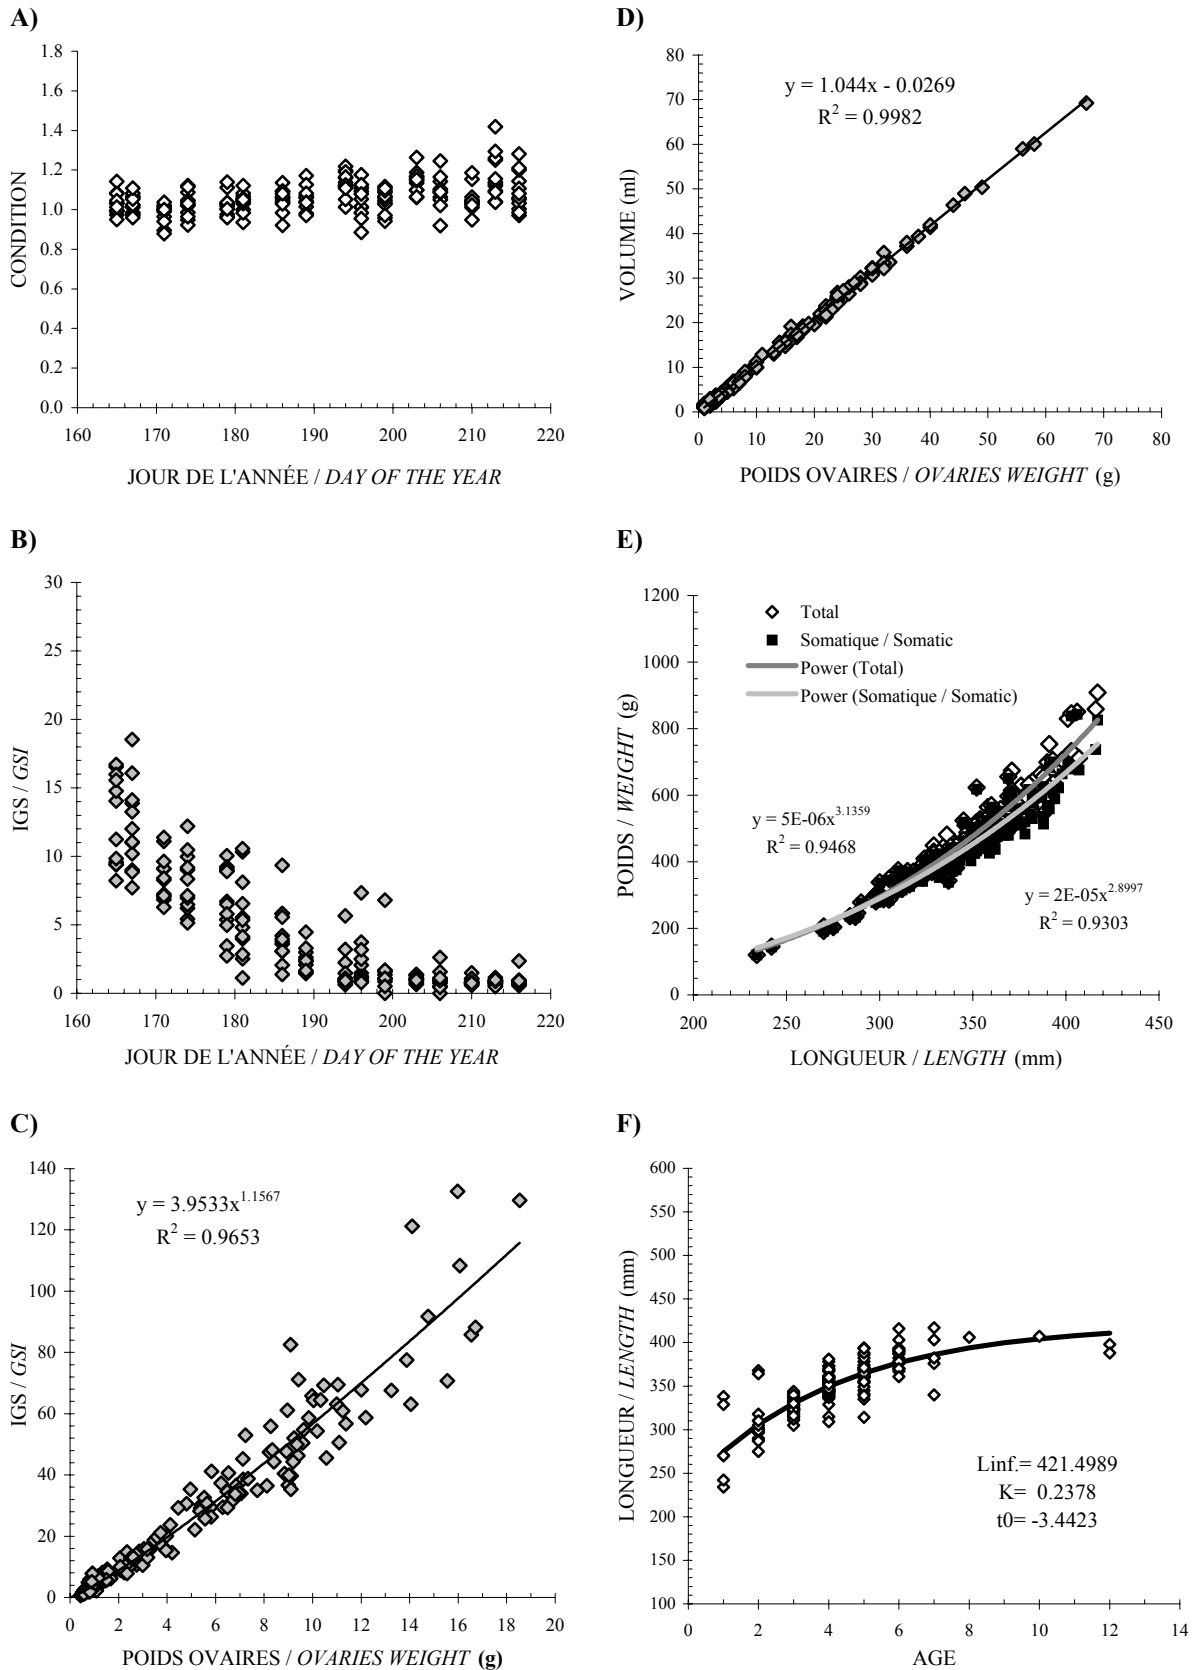 A)
1.8
1.6
1.4
1.2
1.0
0.8
0.6
0.4
0.2
0.0
CONDITION
160 170 180 190 200 210 220
JOUR DE L'ANNÉE / DAY OF THE YEAR
B)
30
25
20
15
10
5
0
IGS / GSI
160 170 180 190 200 210 220
JOUR DE L'ANNÉE / DAY OF THE YEAR
C)
140
120
100
80
60
40
20
0
IGS / GSI
y = 3.9533x^1.1567
R² = 0.9653
0 2 4 6 8 10 12 14 16 18 20
POIDS OVAIRES / OVARIES WEIGHT (g)
D)
80
70
60
50
40
30
20
10
0
VOLUME (ml)
y = 1.044x - 0.0269
R² = 0.9982
0 10 20 30 40 50 60 70 80
POIDS OVAIRES / OVARIES WEIGHT (g)
E)
1200
1000
800
600
400
200
0
POIDS / WEIGHT (g)
Total
Somatique / Somatic
Power (Total)
Power (Somatique / Somatic)
y = 5E-06x^3.1359
R² = 0.9468
y = 2E-05x^2.8997
R² = 0.9303
200 250 300 350 400 450
LONGUEUR / LENGTH (mm)
F)
600
550
500
450
400
350
300
250
200
150
100
LONGUEUR / LENGTH (mm)
Linf.= 421.4989
K= 0.2378
t0= -3.4423
0 2 4 6 8 10 12 14
AGE